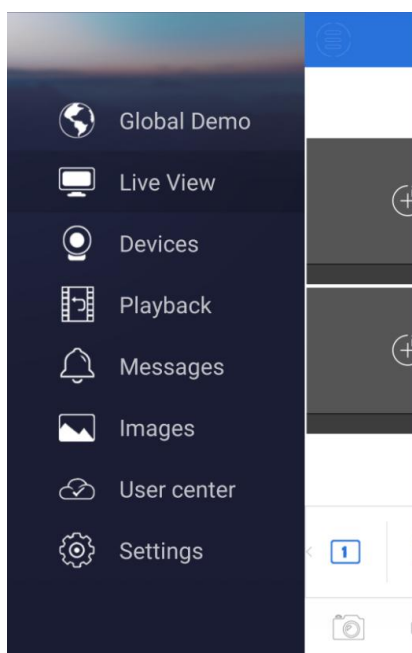 Global Demo
Live View
Devices
Playback
Messages
Images
User center
Settings
1